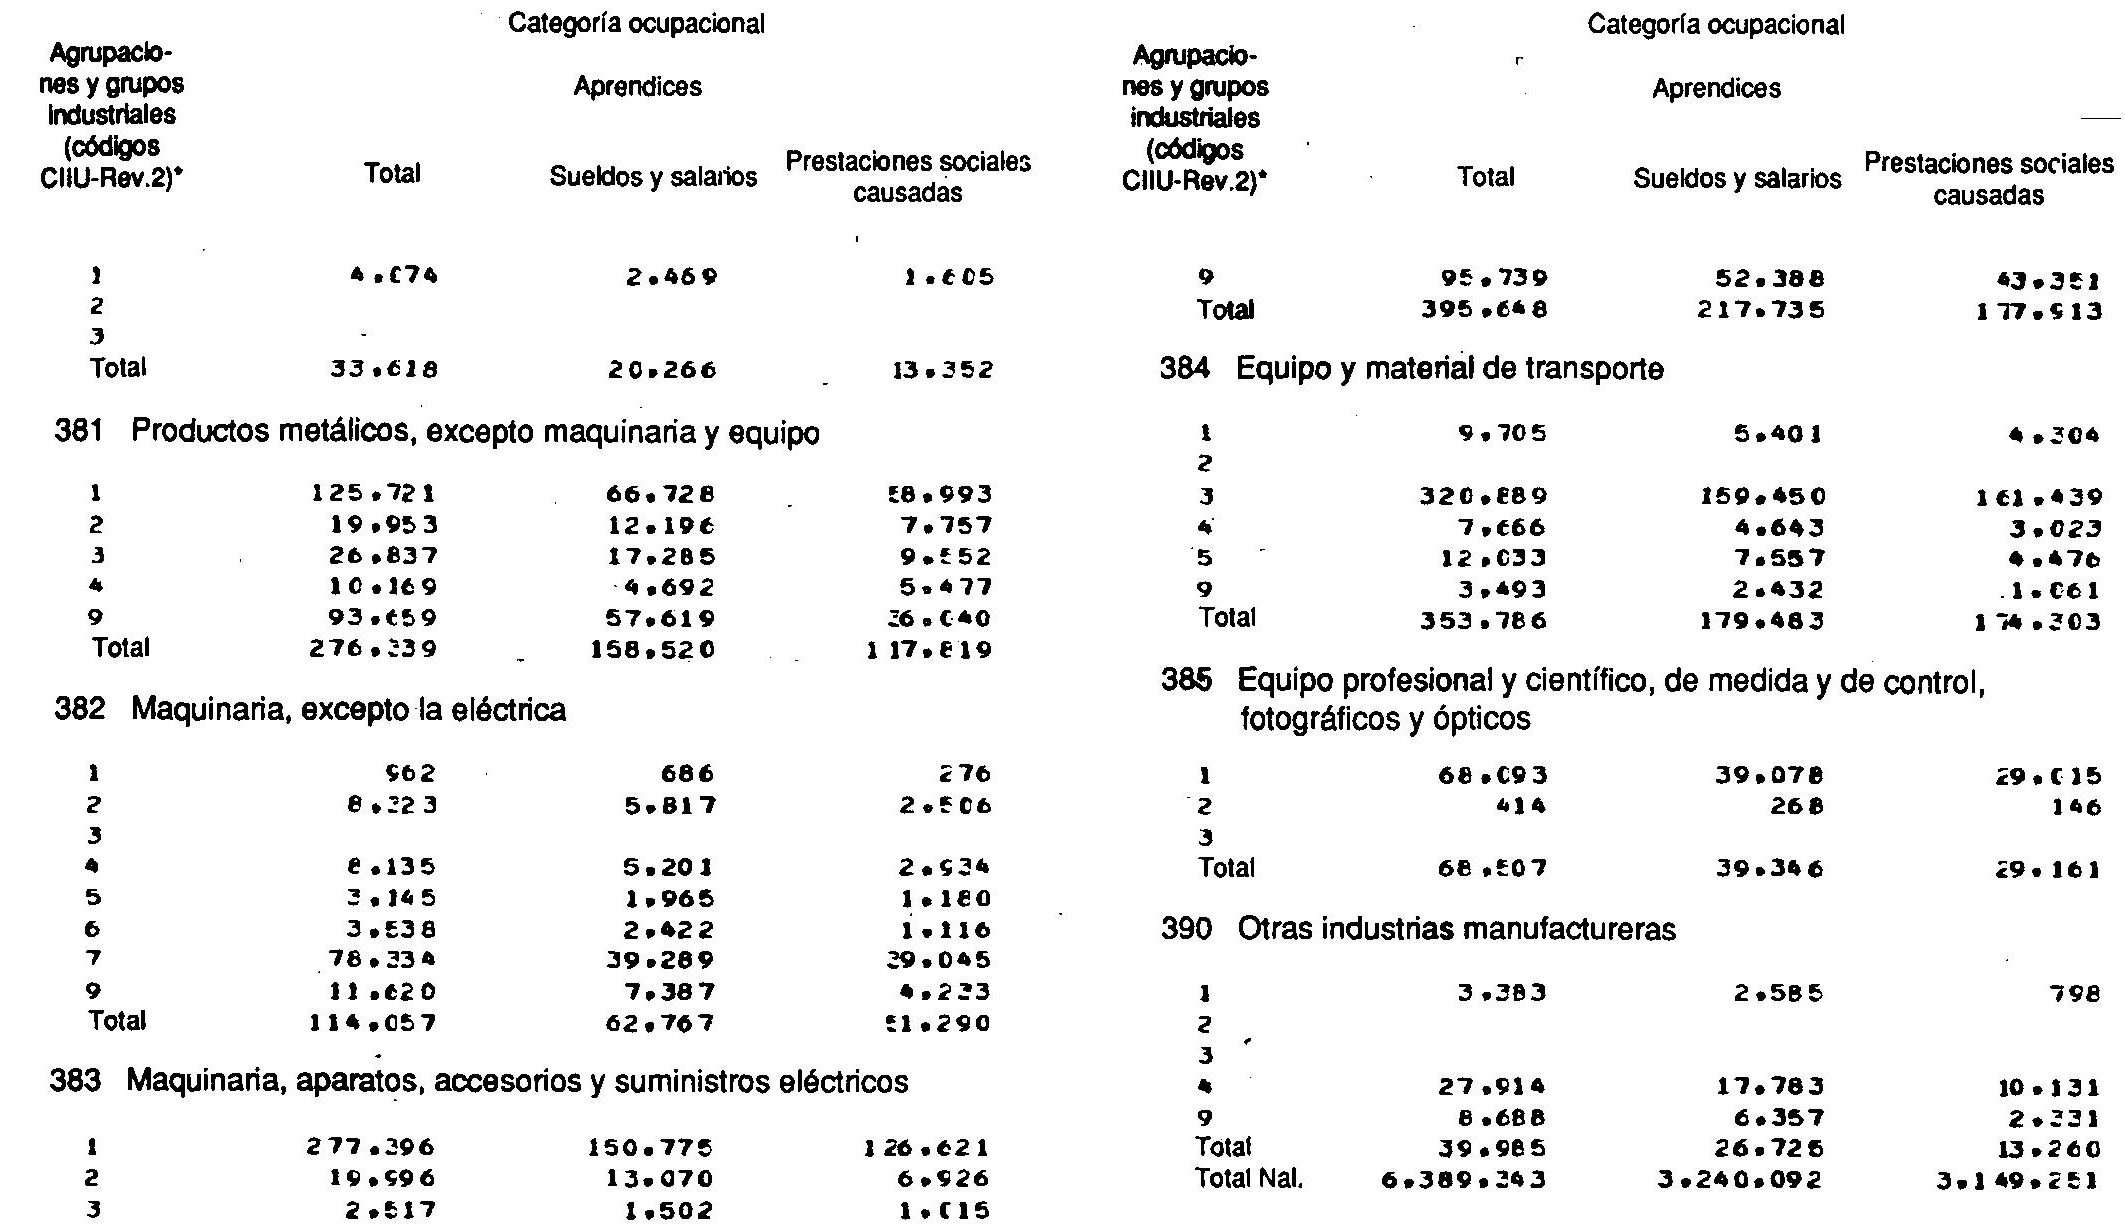 Categoría ocupacional
Agrupacio-
nes y grupos
industriales
(códigos
CIIU-Rev.2)*
Aprendices
Total Sueldos y salarios Prestaciones sociales causadas
1 4.074 2.469 1.605
2
3
Total 33.618 20.266 13.352
381 Productos metálicos, excepto maquinaria y equipo
1 125.721 66.728 58.993
2 19.953 12.196 7.757
3 26.837 17.285 9.552
4 10.169 4.692 5.477
9 93.659 57.619 36.040
Total 276.339 158.520 117.819
382 Maquinaria, excepto la eléctrica
1 962 686 276
2 8.323 5.817 2.506
3
4 8.135 5.201 2.934
5 3.145 1.965 1.180
6 3.538 2.422 1.116
7 78.334 39.289 39.045
9 11.620 7.387 4.233
Total 114.057 62.767 51.290
383 Maquinaria, aparatos, accesorios y suministros eléctricos
1 277.396 150.775 126.621
2 19.996 13.070 6.926
3 2.517 1.502 1.015
Categoría ocupacional
Agrupacio-
nes y grupos
industriales
(códigos
CIIU-Rev.2)*
Aprendices
Total Sueldos y salarios Prestaciones sociales causadas
9 95.739 52.388 43.351
Total 395.648 217.735 177.913
384 Equipo y material de transporte
1 9.705 5.401 4.304
2
3 320.889 159.450 161.439
4 7.666 4.643 3.023
5 12.033 7.557 4.476
9 3.493 2.432 1.061
Total 353.786 179.483 174.303
385 Equipo profesional y científico, de medida y de control,
fotográficos y ópticos
1 68.093 39.078 29.015
2 414 268 146
3
Total 68.507 39.346 29.161
390 Otras industrias manufactureras
1 3.383 2.585 798
2
3
4 27.914 17.783 10.131
9 8.688 6.357 2.331
Total 39.985 26.725 13.260
Total Nal. 6.389.343 3.240.092 3.149.251